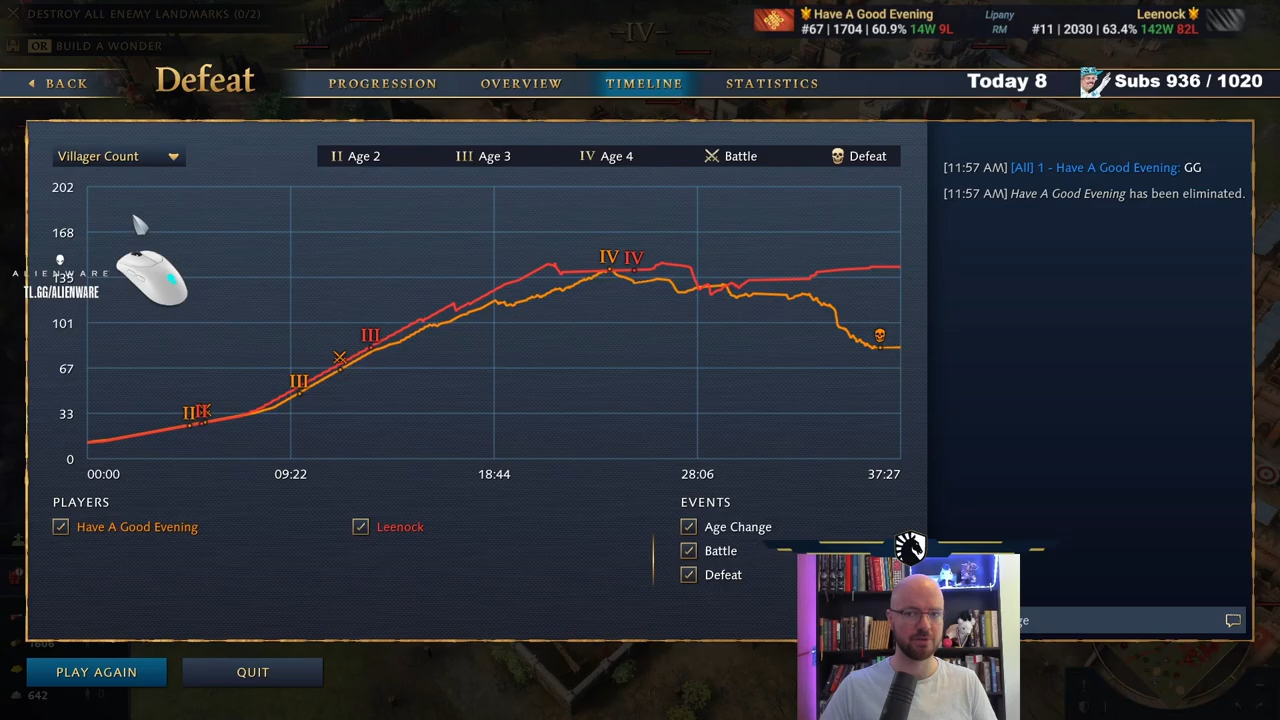 DESTROY ALL ENEMY LANDMARKS (0/2)
OR BUILD A WONDER
IV
Have A Good Evening
#67 | 1704 | 60.9% 14W 9L
Lipany
RM
Leenock
#11 | 2030 | 63.4% 142W 82L
BACK
Defeat
PROGRESSION
OVERVIEW
TIMELINE
STATISTICS
Today 8
Subs 936 / 1020
Villager Count
II Age 2
III Age 3
IV Age 4
Battle
Defeat
[11:57 AM] [All] 1 - Have A Good Evening: GG
[11:57 AM] Have A Good Evening has been eliminated.
202
168
135
101
67
33
0
ALIENWARE
TL.GG/ALIENWARE
II
III
III
IV
IV
00:00
09:22
18:44
28:06
37:27
PLAYERS
Have A Good Evening
Leenock
EVENTS
Age Change
Battle
Defeat
PLAY AGAIN
QUIT
642